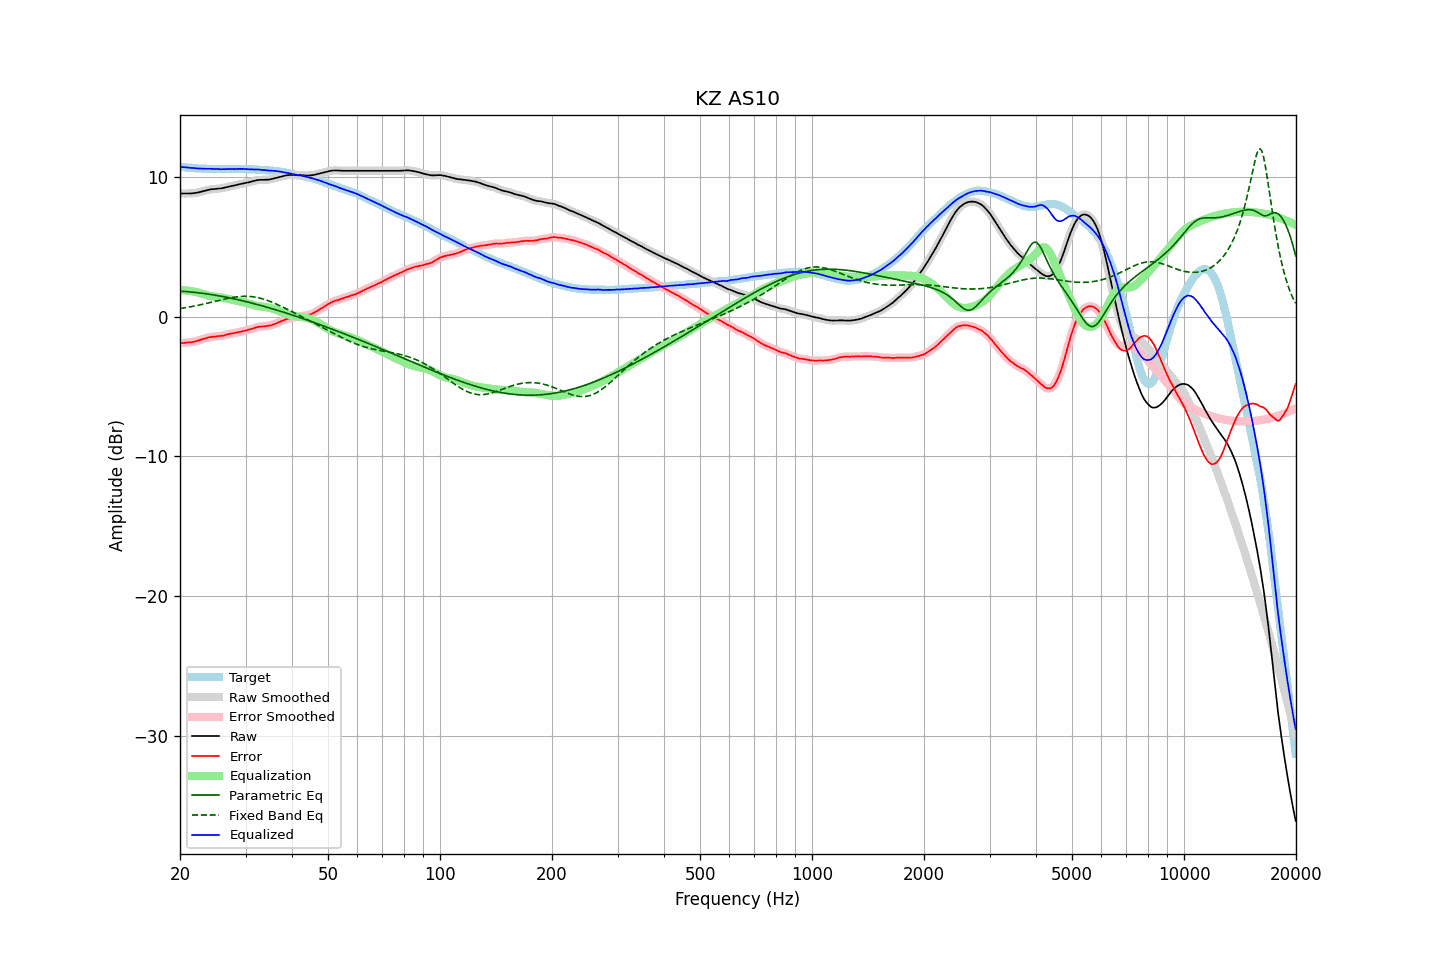 KZ AS10
Amplitude (dBr)
10
0
−10
−20
−30
Target
Raw Smoothed
Error Smoothed
Raw
Error
Equalization
Parametric Eq
Fixed Band Eq
Equalized
20 50 100 200 500 1000 2000 5000 10000 20000
Frequency (Hz)